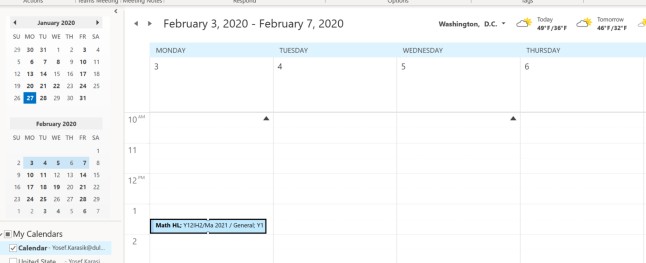 Actions
Teams Meeting
Meeting Notes
Respond
Options
Tags
January 2020
SU MO TU WE TH FR SA
29 30 31 1 2 3 4
5 6 7 8 9 10 11
12 13 14 15 16 17 18
19 20 21 22 23 24 25
26 27 28 29 30 31
February 2020
SU MO TU WE TH FR SA
1
2 3 4 5 6 7 8
9 10 11 12 13 14 15
16 17 18 19 20 21 22
23 24 25 26 27 28 29
1 2 3 4 5 6 7
My Calendars
Calendar - Yosef Karasik@dul...
United State - Yosef Karasi
February 3, 2020 - February 7, 2020
Washington, D.C.
Today
49°F/36°F
Tomorrow
46°F/32°F
MONDAY TUESDAY WEDNESDAY THURSDAY
3 4 5 6
10 AM
11
12 PM
1
Math HL; Y12IH2/Ma 2021 / General; Y1
2